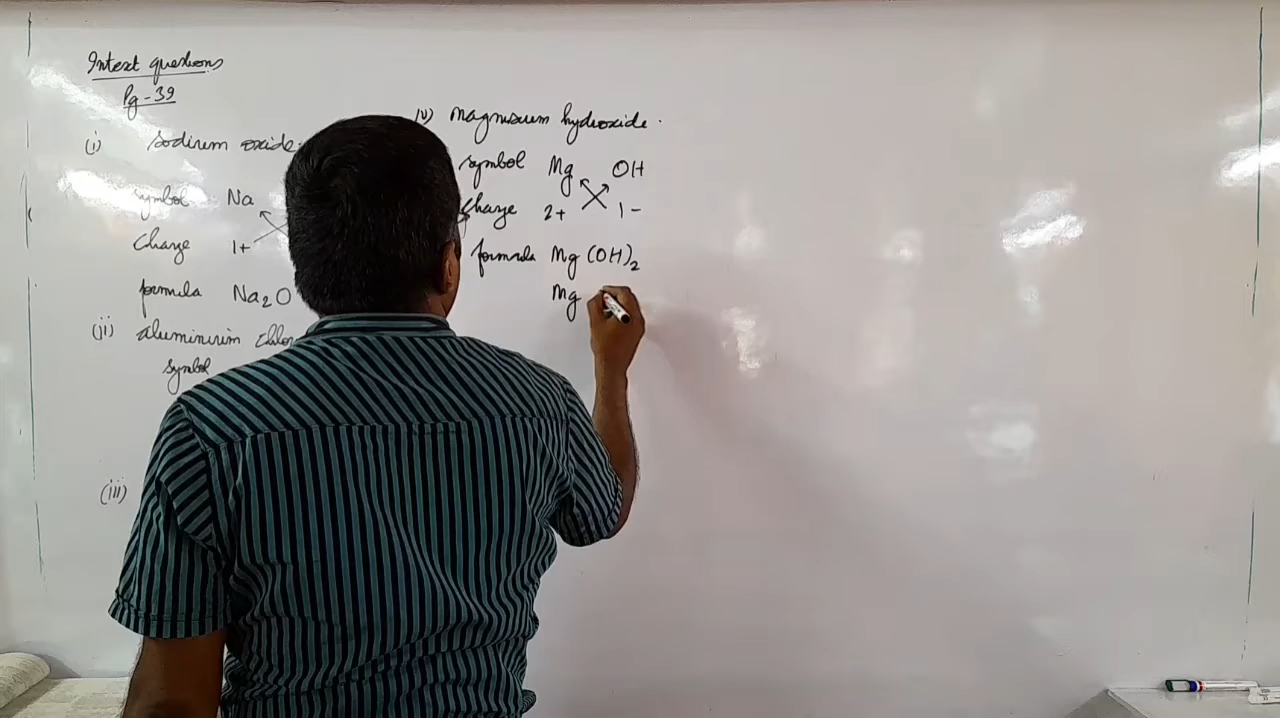 Intext questions
Pg - 39
(i) sodium oxide.
symbol Na
Charge 1+
formula Na₂O
(ii) aluminium Chlor
symbol
(iii)
iv) magnesium hydroxide.
symbol Mg OH
Charge 2+ 1-
formula Mg (OH)₂
Mg